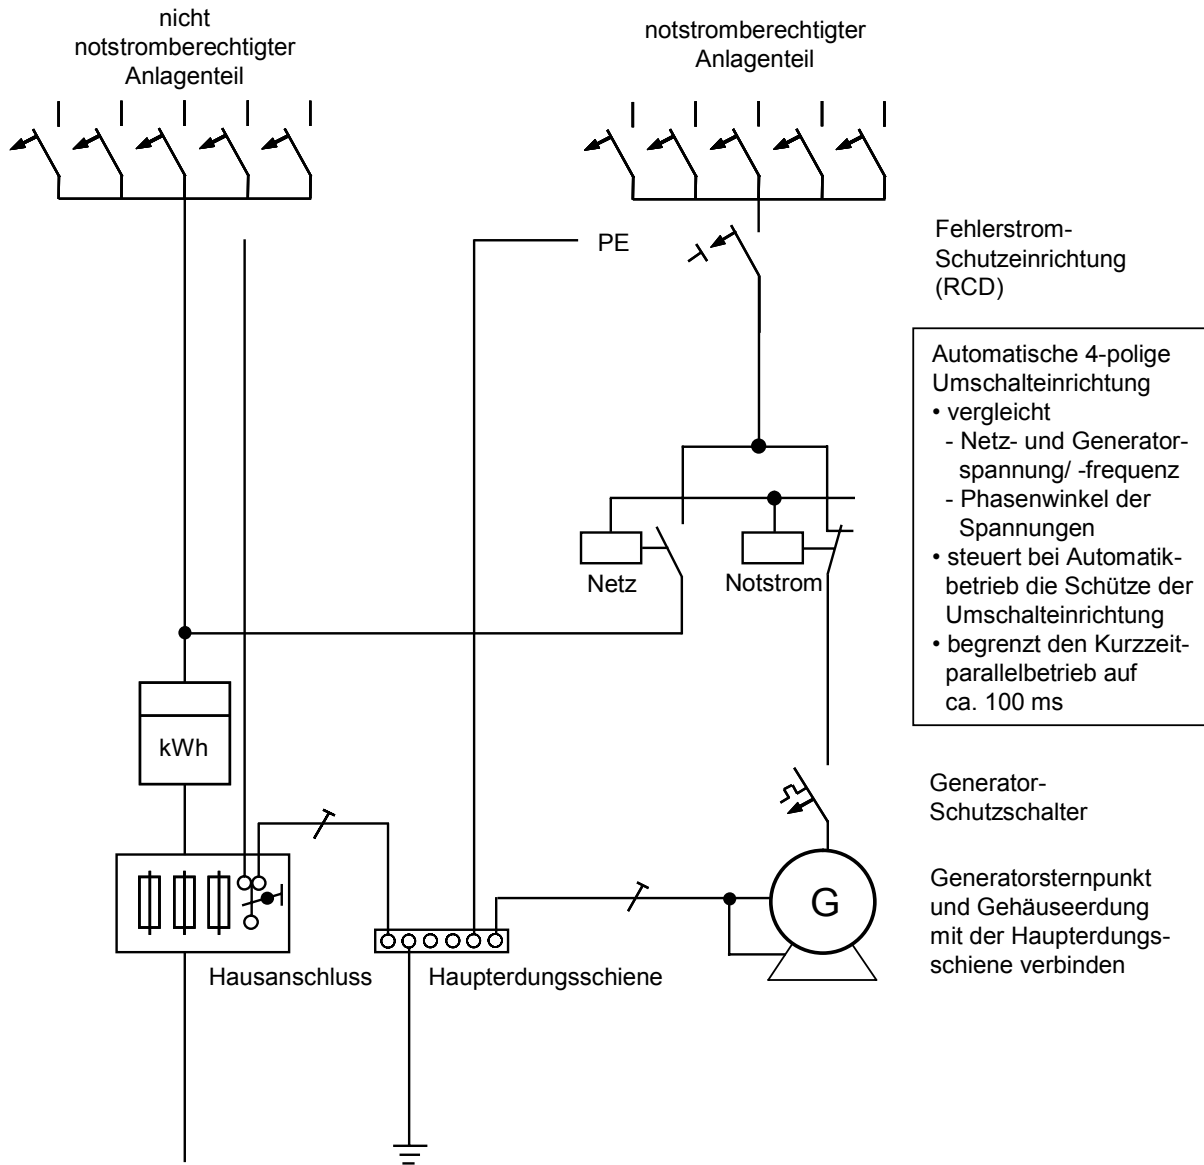 nicht
notstromberechtigter
Anlagenteil
notstromberechtigter
Anlagenteil
PE
Fehlerstrom-
Schutzeinrichtung
(RCD)
Automatische 4-polige
Umschalteinrichtung
• vergleicht
- Netz- und Generator-
spannung/ -frequenz
- Phasenwinkel der
Spannungen
• steuert bei Automatik-
betrieb die Schütze der
Umschalteinrichtung
• begrenzt den Kurzzeit-
parallelbetrieb auf
ca. 100 ms
Netz
Notstrom
kWh
Generator-
Schutzschalter
G
Generatorsternpunkt
und Gehäuseerdung
mit der Haupterdungs-
schiene verbinden
Hausanschluss
Haupterdungsschiene